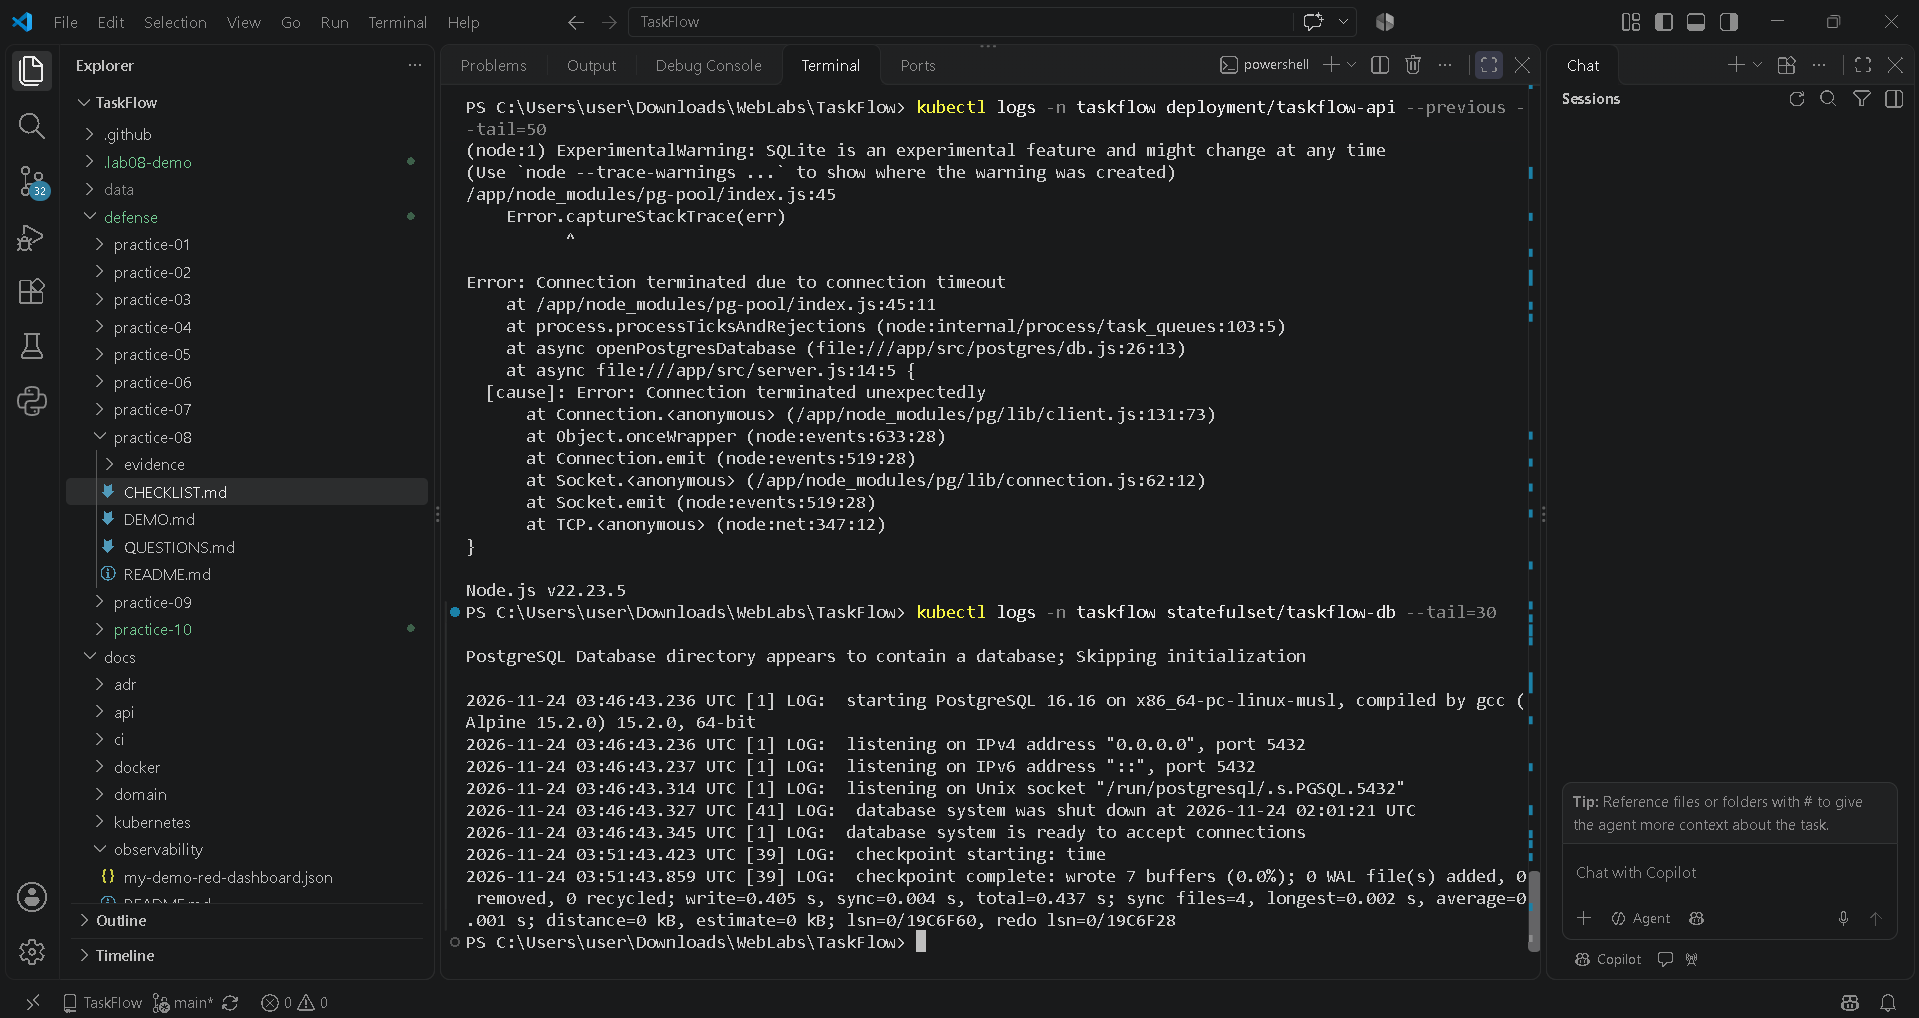 File Edit Selection View Go Run Terminal Help
TaskFlow
Explorer
TaskFlow
.github
.lab08-demo
data
defense
practice-01
practice-02
practice-03
practice-04
practice-05
practice-06
practice-07
practice-08
evidence
CHECKLIST.md
DEMO.md
QUESTIONS.md
README.md
practice-09
practice-10
docs
adr
api
ci
docker
domain
kubernetes
observability
my-demo-red-dashboard.json
README.md
Outline
Timeline
32
Problems Output Debug Console Terminal Ports
powershell
PS C:\Users\user\Downloads\WebLabs\TaskFlow> kubectl logs -n taskflow deployment/taskflow-api --previous -
-tail=50
(node:1) ExperimentalWarning: SQLite is an experimental feature and might change at any time
(Use `node --trace-warnings ...` to show where the warning was created)
/app/node_modules/pg-pool/index.js:45
    Error.captureStackTrace(err)
          ^
Error: Connection terminated due to connection timeout
    at /app/node_modules/pg-pool/index.js:45:11
    at process.processTicksAndRejections (node:internal/process/task_queues:103:5)
    at async openPostgresDatabase (file:///app/src/postgres/db.js:26:13)
    at async file:///app/src/server.js:14:5 {
  [cause]: Error: Connection terminated unexpectedly
      at Connection.<anonymous> (/app/node_modules/pg/lib/client.js:131:73)
      at Object.onceWrapper (node:events:633:28)
      at Connection.emit (node:events:519:28)
      at Socket.<anonymous> (/app/node_modules/pg/lib/connection.js:62:12)
      at Socket.emit (node:events:519:28)
      at TCP.<anonymous> (node:net:347:12)
}
Node.js v22.23.5
PS C:\Users\user\Downloads\WebLabs\TaskFlow> kubectl logs -n taskflow statefulset/taskflow-db --tail=30
PostgreSQL Database directory appears to contain a database; Skipping initialization
2026-11-24 03:46:43.236 UTC [1] LOG:  starting PostgreSQL 16.16 on x86_64-pc-linux-musl, compiled by gcc (
Alpine 15.2.0) 15.2.0, 64-bit
2026-11-24 03:46:43.236 UTC [1] LOG:  listening on IPv4 address "0.0.0.0", port 5432
2026-11-24 03:46:43.237 UTC [1] LOG:  listening on IPv6 address "::", port 5432
2026-11-24 03:46:43.314 UTC [1] LOG:  listening on Unix socket "/run/postgresql/.s.PGSQL.5432"
2026-11-24 03:46:43.327 UTC [41] LOG:  database system was shut down at 2026-11-24 02:01:21 UTC
2026-11-24 03:46:43.345 UTC [1] LOG:  database system is ready to accept connections
2026-11-24 03:51:43.423 UTC [39] LOG:  checkpoint starting: time
2026-11-24 03:51:43.859 UTC [39] LOG:  checkpoint complete: wrote 7 buffers (0.0%); 0 WAL file(s) added, 0
 removed, 0 recycled; write=0.405 s, sync=0.004 s, total=0.437 s; sync files=4, longest=0.002 s, average=0
.001 s; distance=0 kB, estimate=0 kB; lsn=0/19C6F60, redo lsn=0/19C6F28
PS C:\Users\user\Downloads\WebLabs\TaskFlow>
Chat
Sessions
Tip: Reference files or folders with # to give
the agent more context about the task.
Chat with Copilot
Agent
Copilot
TaskFlow main* 0 0